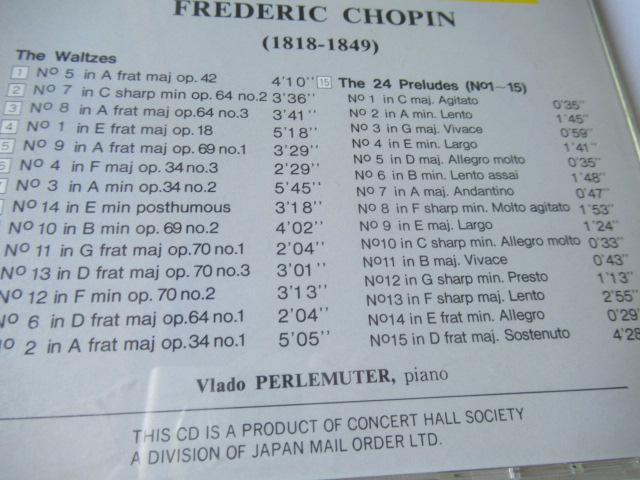 FREDERIC CHOPIN
(1818-1849)
The Waltzes
1 No 5 in A frat maj op. 42 4'10"
2 No 7 in C sharp min op. 64 no.2 3'36"
3 No 8 in A frat maj op.64 no.3 3'41"
4 No 1 in E frat maj op.18 5'18"
5 No 9 in A frat maj op.69 no.1 3'29"
6 No 4 in F maj op.34 no.3 2'29"
No 3 in A min op.34 no.2 5'45"
No 14 in E min posthumous 3'18"
No 10 in B min op.69 no.2 4'02"
No 11 in G frat maj op.70 no.1 2'04"
No 13 in D frat maj op.70 no.3 3'01"
No 12 in F min op. 70 no.2 3'13"
No 6 in D frat maj op.64 no.1 2'04"
No 2 in A frat maj op.34 no.1 5'05"
15 The 24 Preludes (No1~15)
No 1 in C maj. Agitato 0'35"
No 2 in A min. Lento 1'45"
No 3 in G maj. Vivace 0'59"
No 4 in E min. Largo 1'41"
No 5 in D maj. Allegro molto 0'35"
No 6 in B min. Lento assai 1'48"
No 7 in A maj. Andantino 0'47"
No 8 in F sharp min. Molto agitato 1'53"
No 9 in E maj. Largo 1'24"
No10 in C sharp min. Allegro molto 0'33"
No11 in B maj. Vivace 0'43"
No12 in G sharp min. Presto 1'13"
No13 in F sharp maj. Lento 2'55"
No14 in E frat min. Allegro 0'29"
No15 in D frat maj. Sostenuto 4'28
Vlado PERLEMUTER, piano
THIS CD IS A PRODUCT OF CONCERT HALL SOCIETY
A DIVISION OF JAPAN MAIL ORDER LTD.